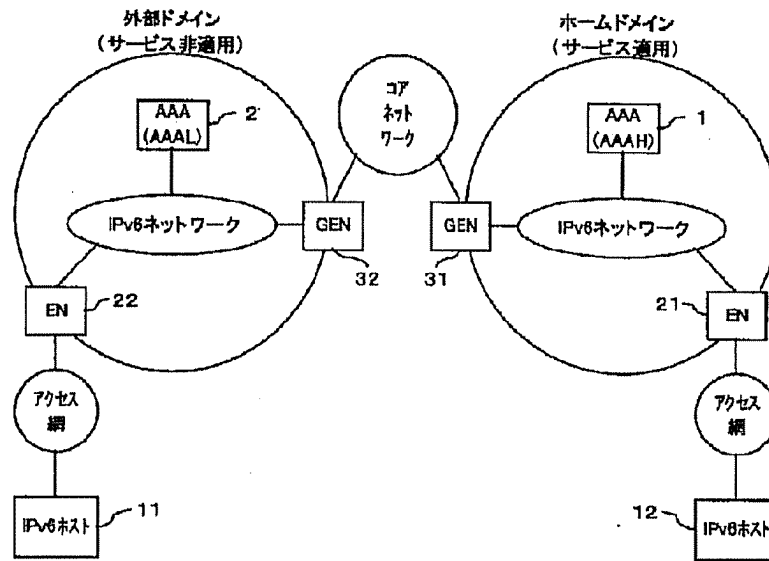 外部ドメイン
(サービス非適用)
ホームドメイン
(サービス適用)
コア
ネット
ワーク
AAA
(AAAL)
2
AAA
(AAAH)
1
IPv6ネットワーク
GEN
GEN
IPv6ネットワーク
32
31
EN
22
21
EN
アクセス
網
アクセス
網
IPv6ホスト
11
12
IPv6ホスト